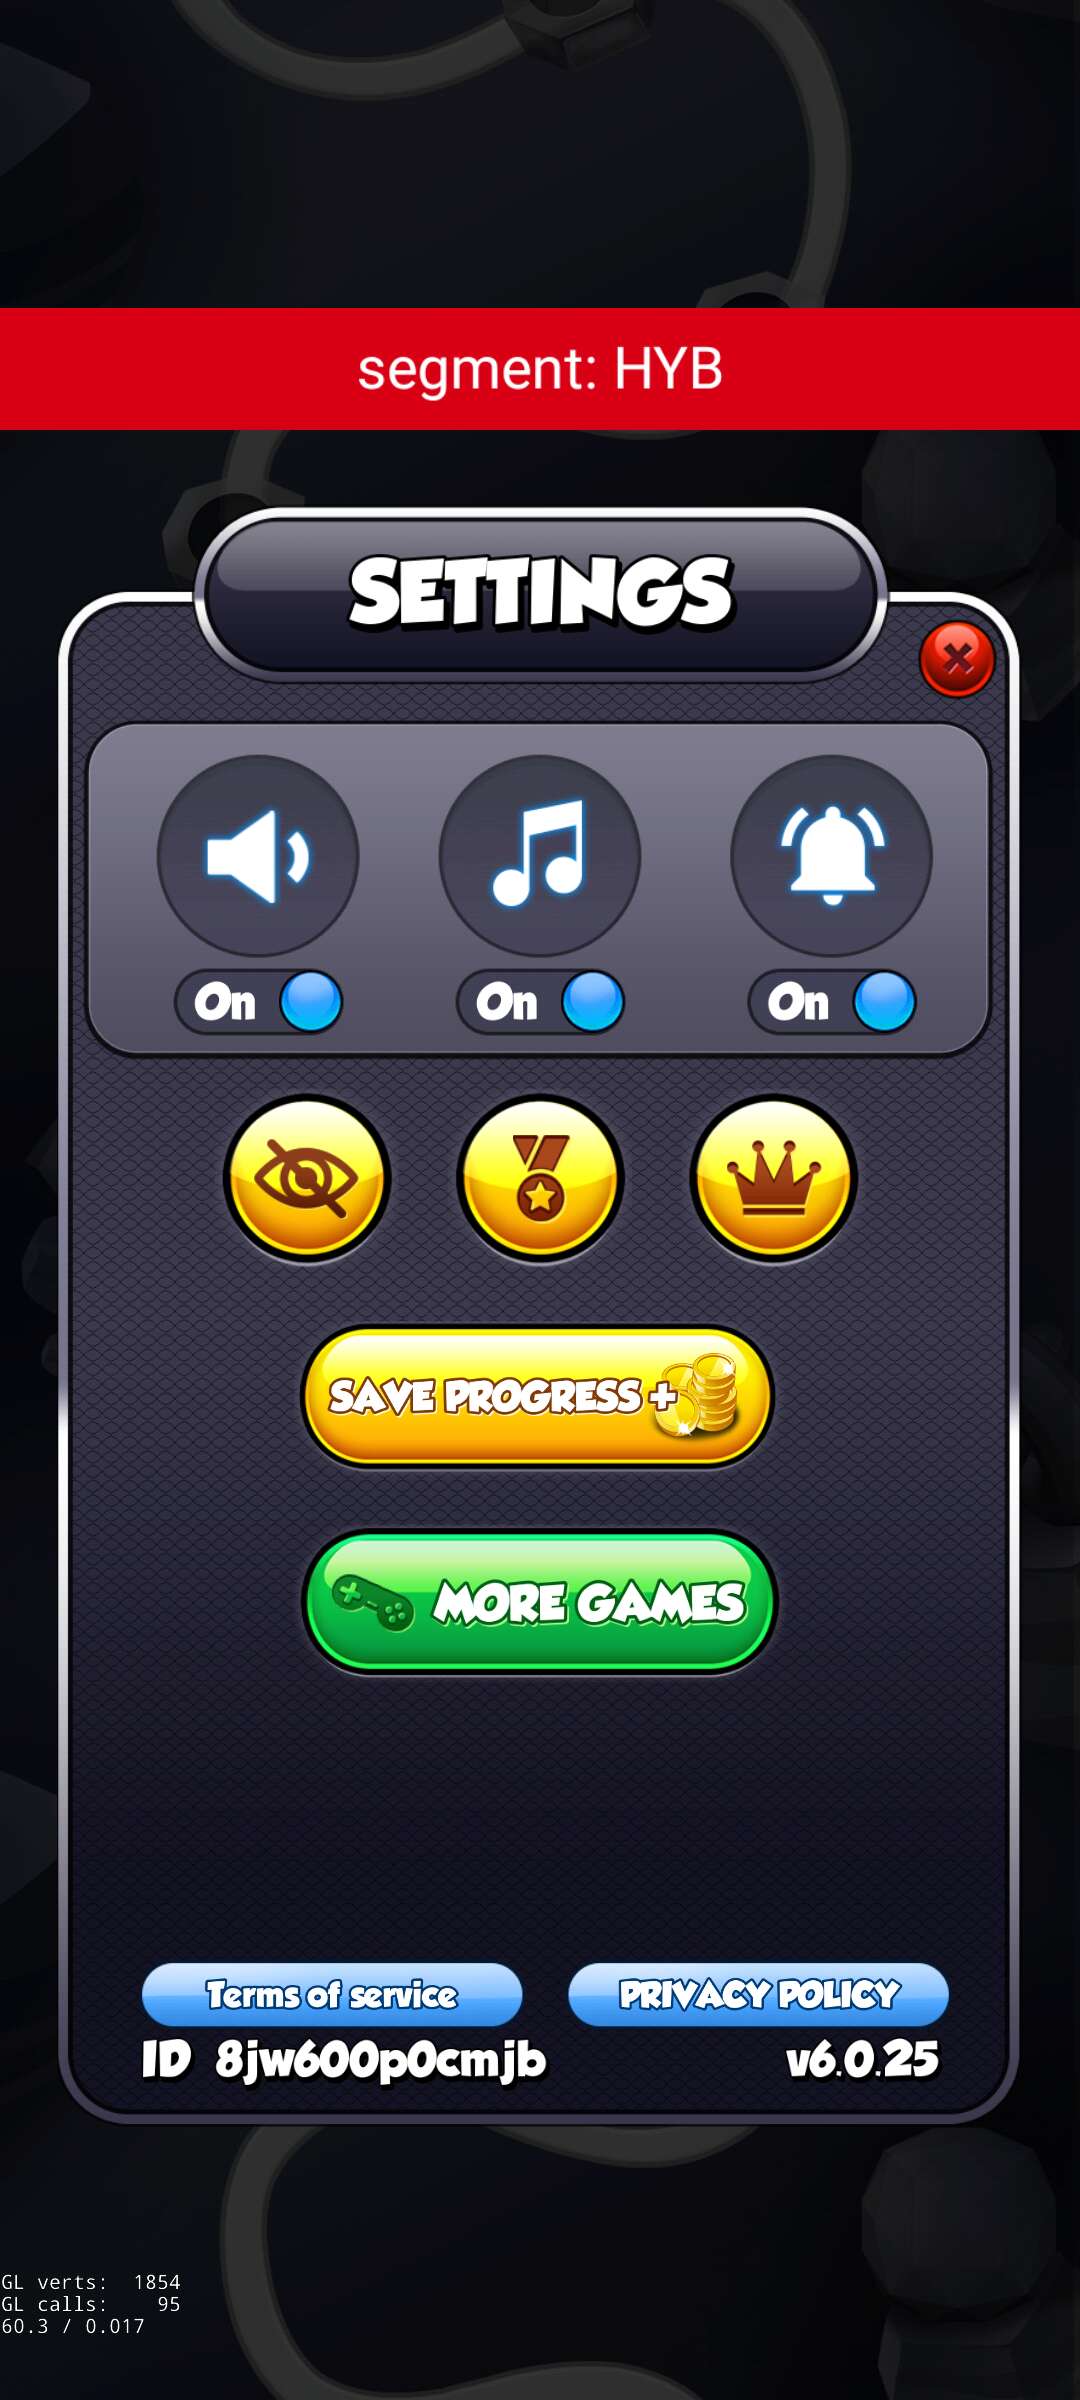 segment: HYB
SETTINGS
On On On
SAVE PROGRESS +
MORE GAMES
Terms of service PRIVACY POLICY
ID 8jw600p0cmjb v6.0.25
GL verts: 1854
GL calls: 95
60.3 / 0.017